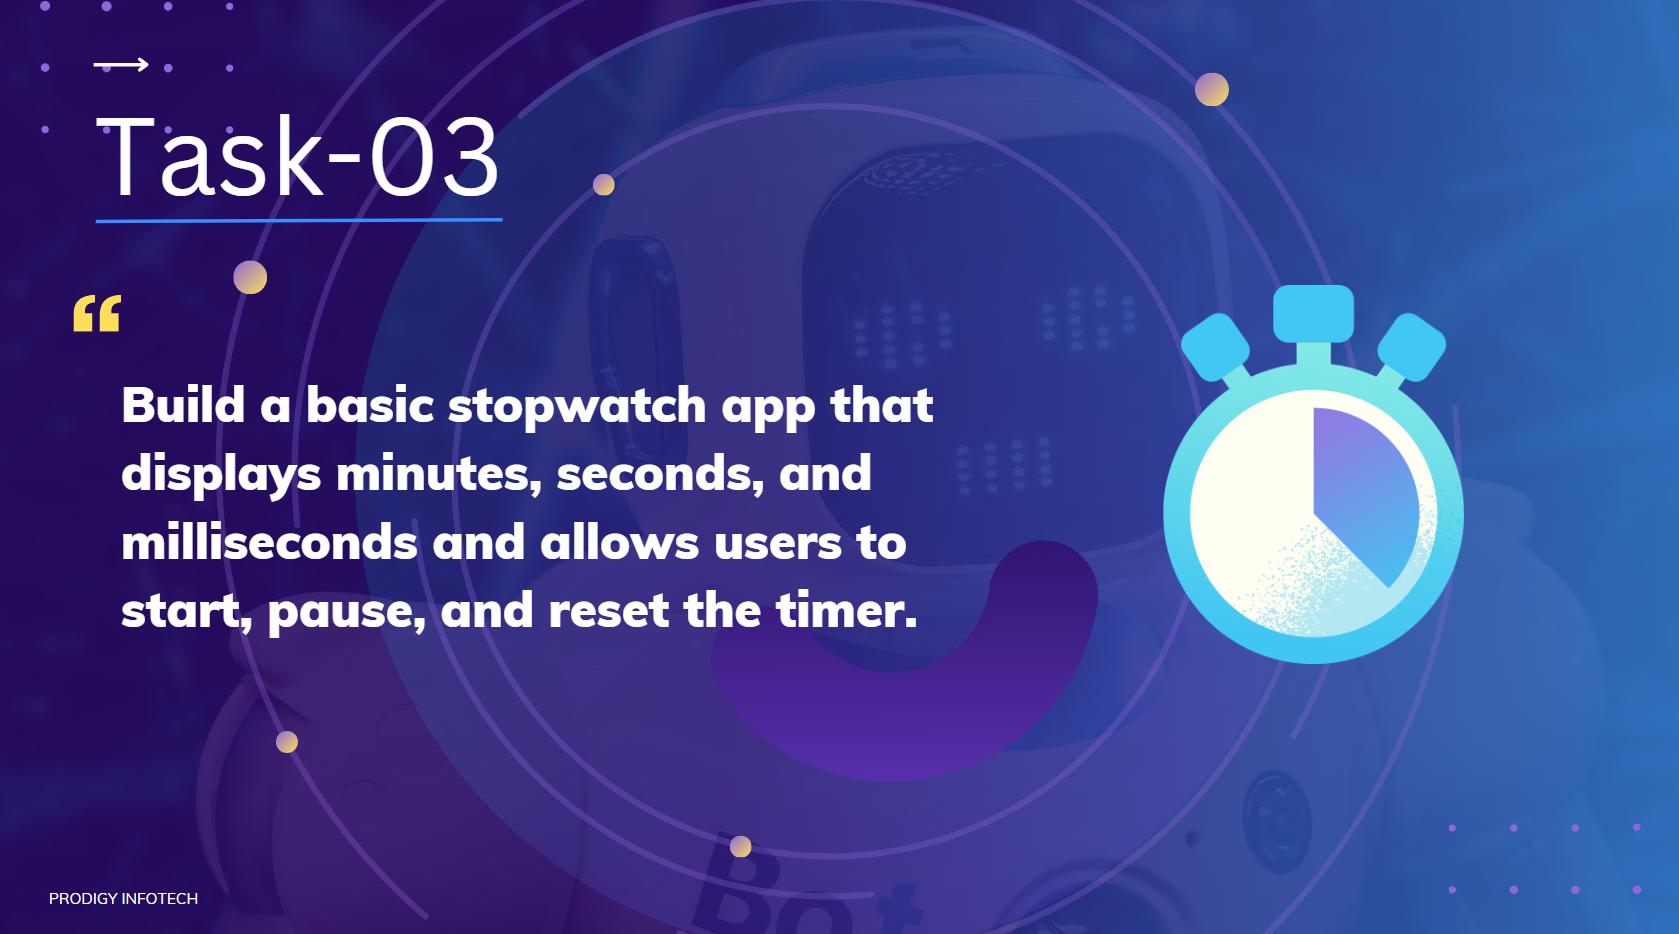 Task-03
“
Build a basic stopwatch app that
displays minutes, seconds, and
milliseconds and allows users to
start, pause, and reset the timer.
Bot
PRODIGY INFOTECH